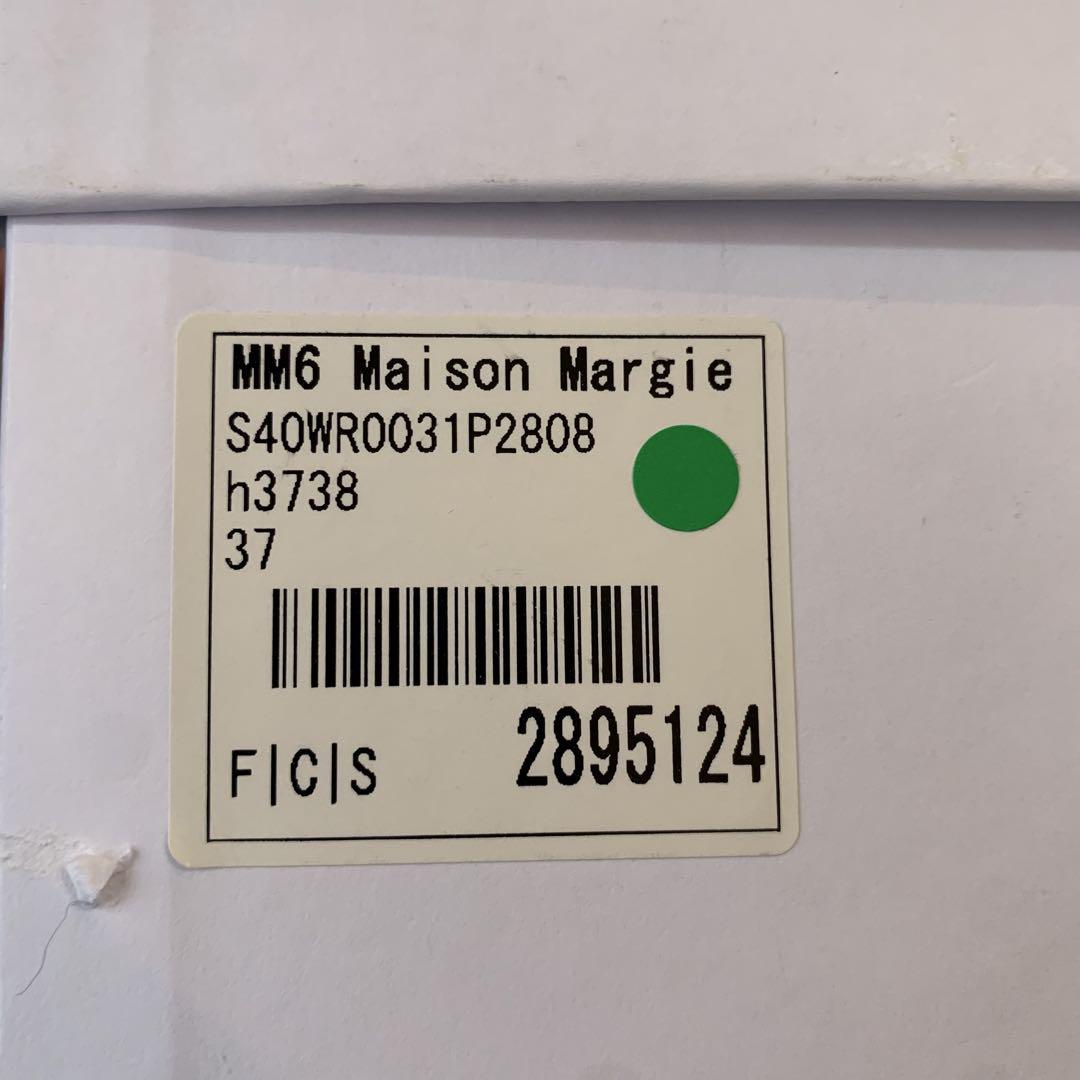 MM6 Maison Margie
S40WR0031P2808
h3738
37
F|C|S 2895124